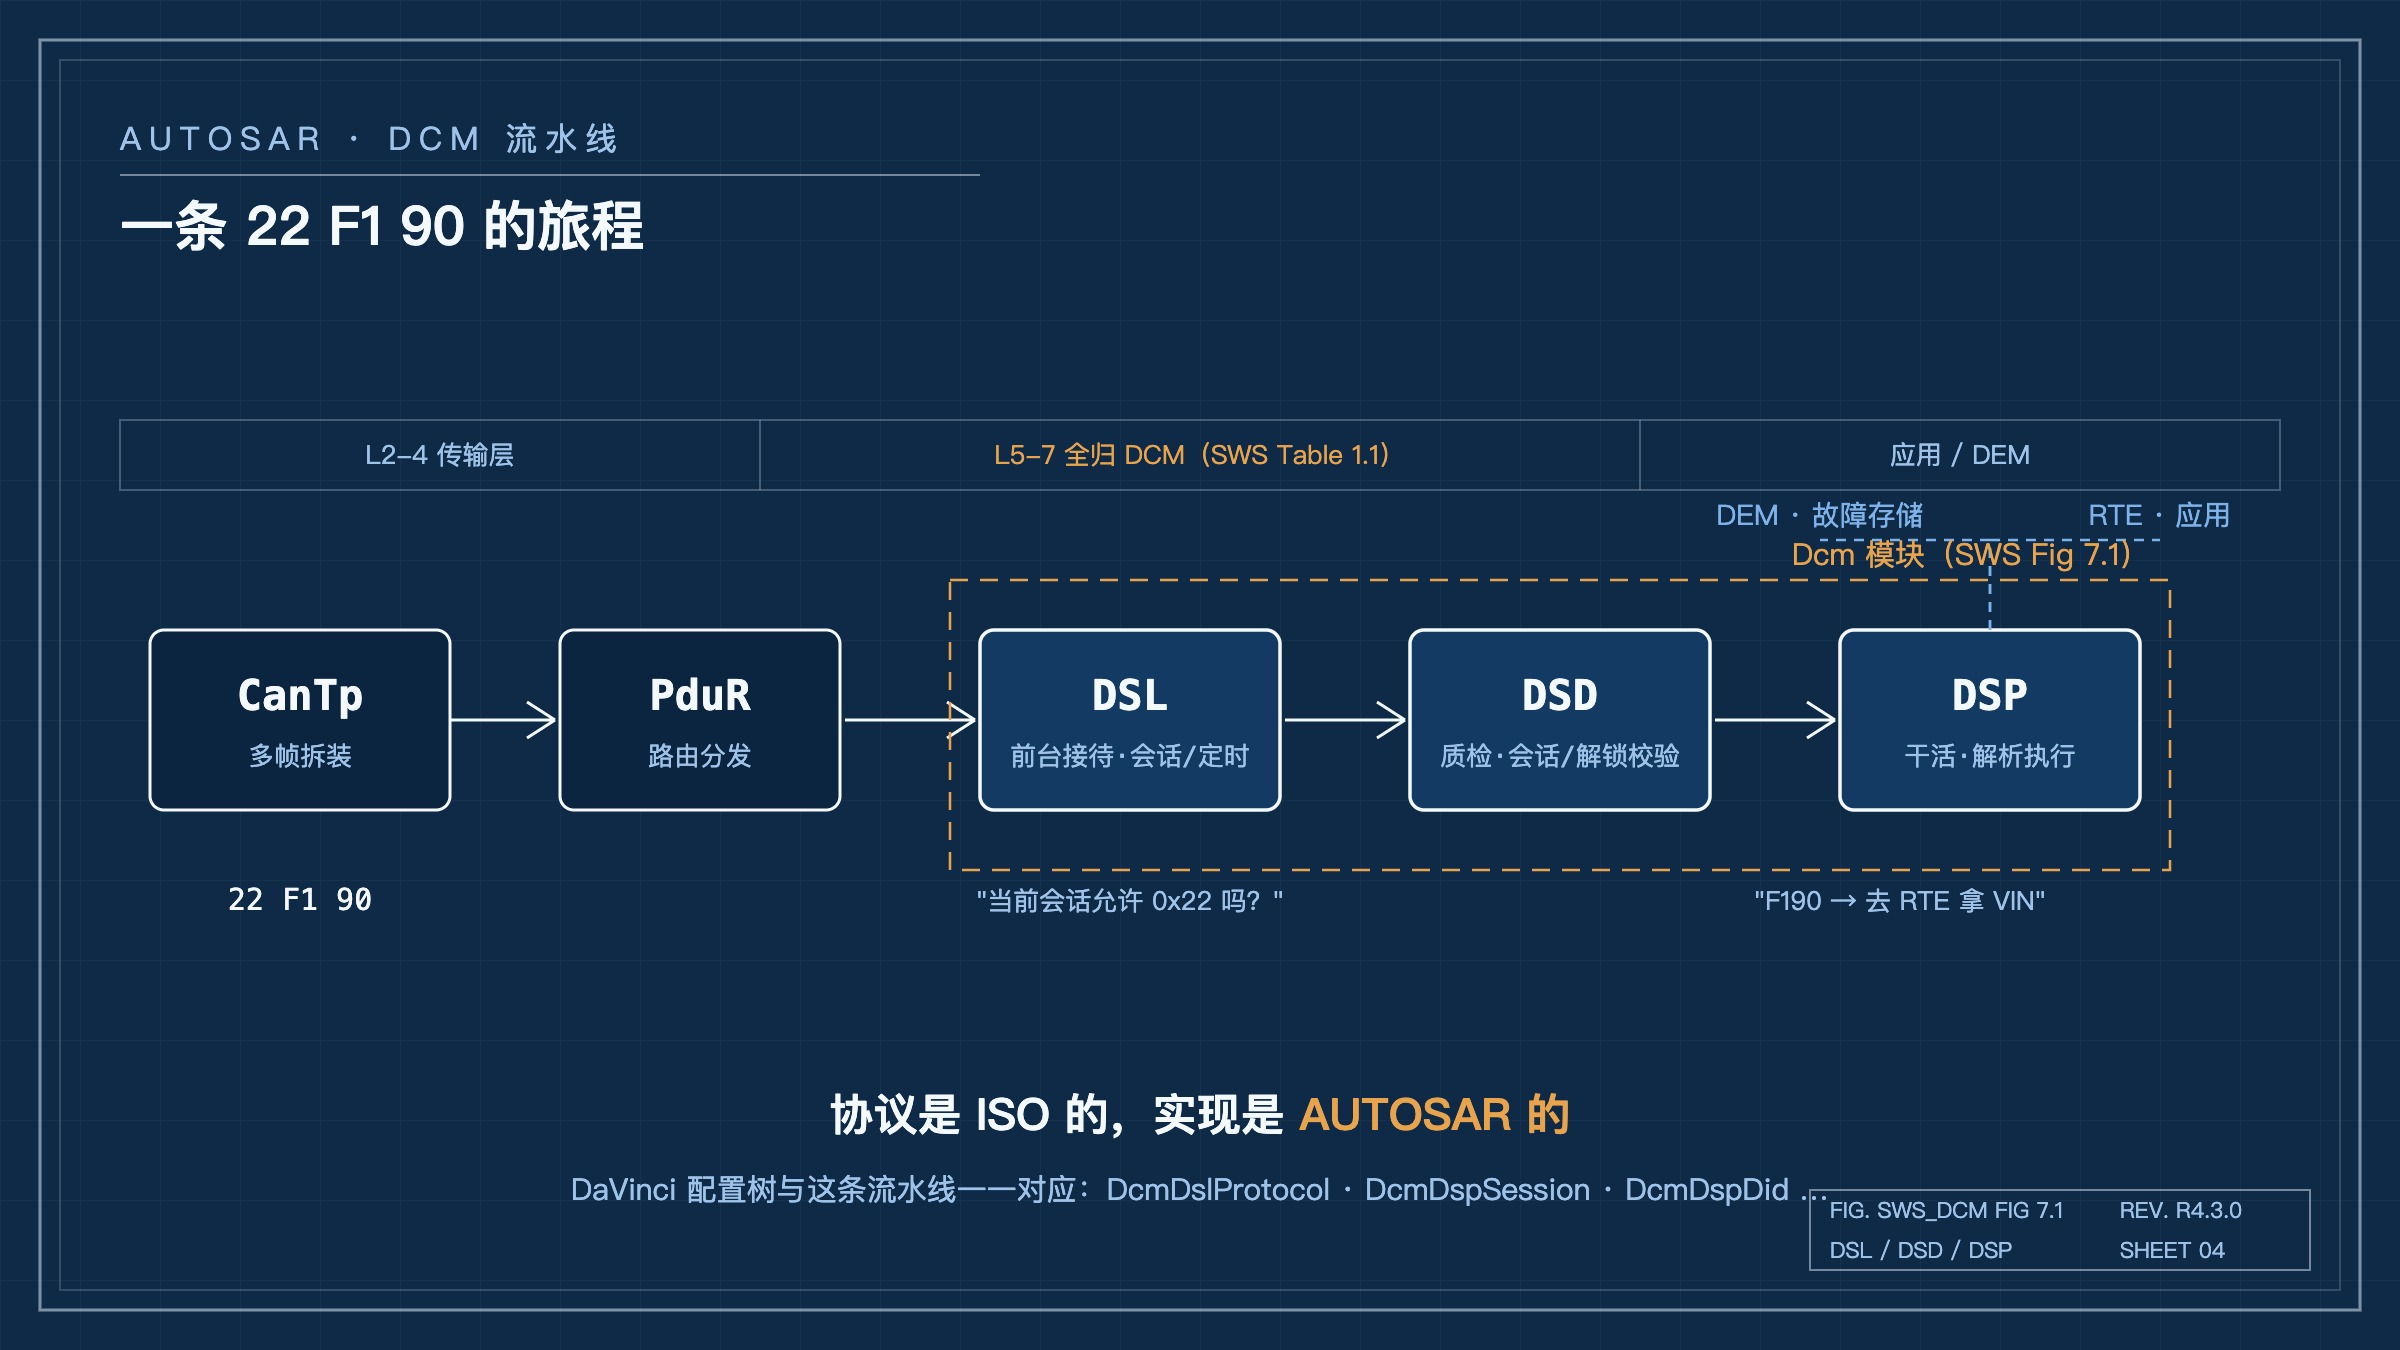 AUTOSAR · DCM 流水线
一条 22 F1 90 的旅程
L2–4 传输层
L5–7 全归 DCM（SWS Table 1.1）
应用 / DEM
DEM · 故障存储
RTE · 应用
Dcm 模块（SWS Fig 7.1）
CanTp
多帧拆装
PduR
路由分发
DSL
前台接待·会话/定时
DSD
质检·会话/解锁校验
DSP
干活·解析执行
22 F1 90
"当前会话允许 0x22 吗？"
"F190 → 去 RTE 拿 VIN"
协议是 ISO 的，实现是 AUTOSAR 的
DaVinci 配置树与这条流水线一一对应：DcmDslProtocol · DcmDspSession · DcmDspDid …
FIG. SWS_DCM FIG 7.1
REV. R4.3.0
DSL / DSD / DSP
SHEET 04